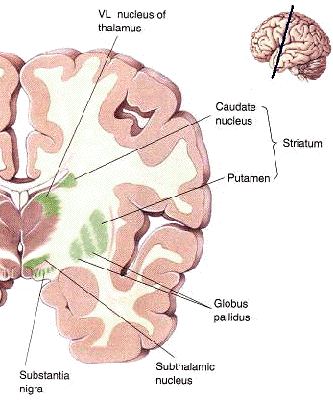 VL nucleus of
thalamus
Caudate
nucleus
Striatum
Putamen
Globus
pallidus
Subthalamic
nucleus
Substantia
nigra